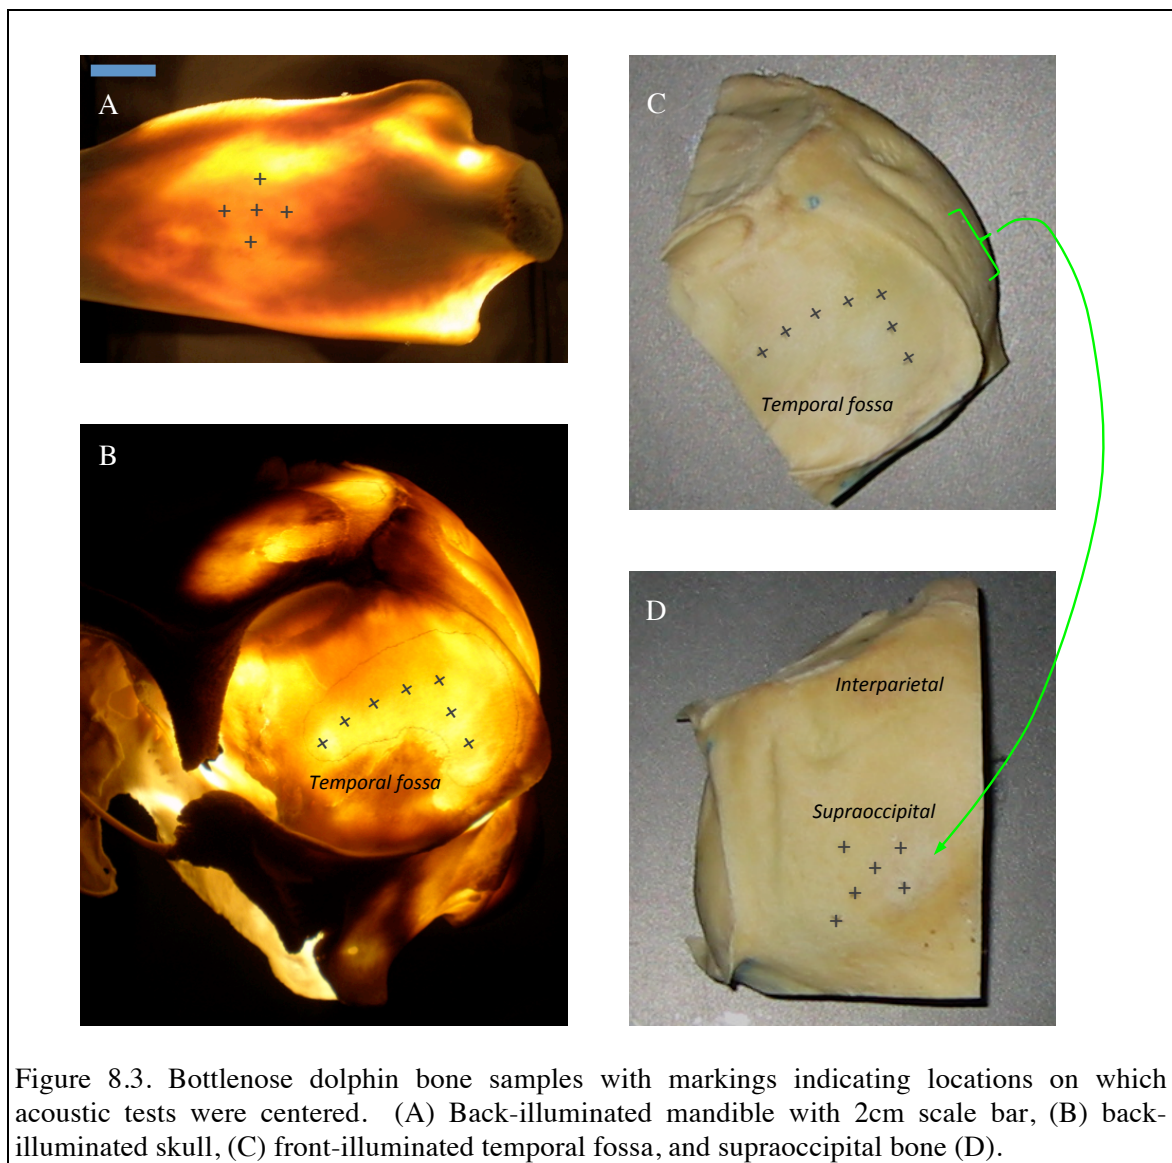 A
C
Temporal fossa
B
Temporal fossa
D
Interparietal
Supraoccipital
Figure 8.3. Bottlenose dolphin bone samples with markings indicating locations on which
acoustic tests were centered. (A) Back-illuminated mandible with 2cm scale bar, (B) back-
illuminated skull, (C) front-illuminated temporal fossa, and supraoccipital bone (D).